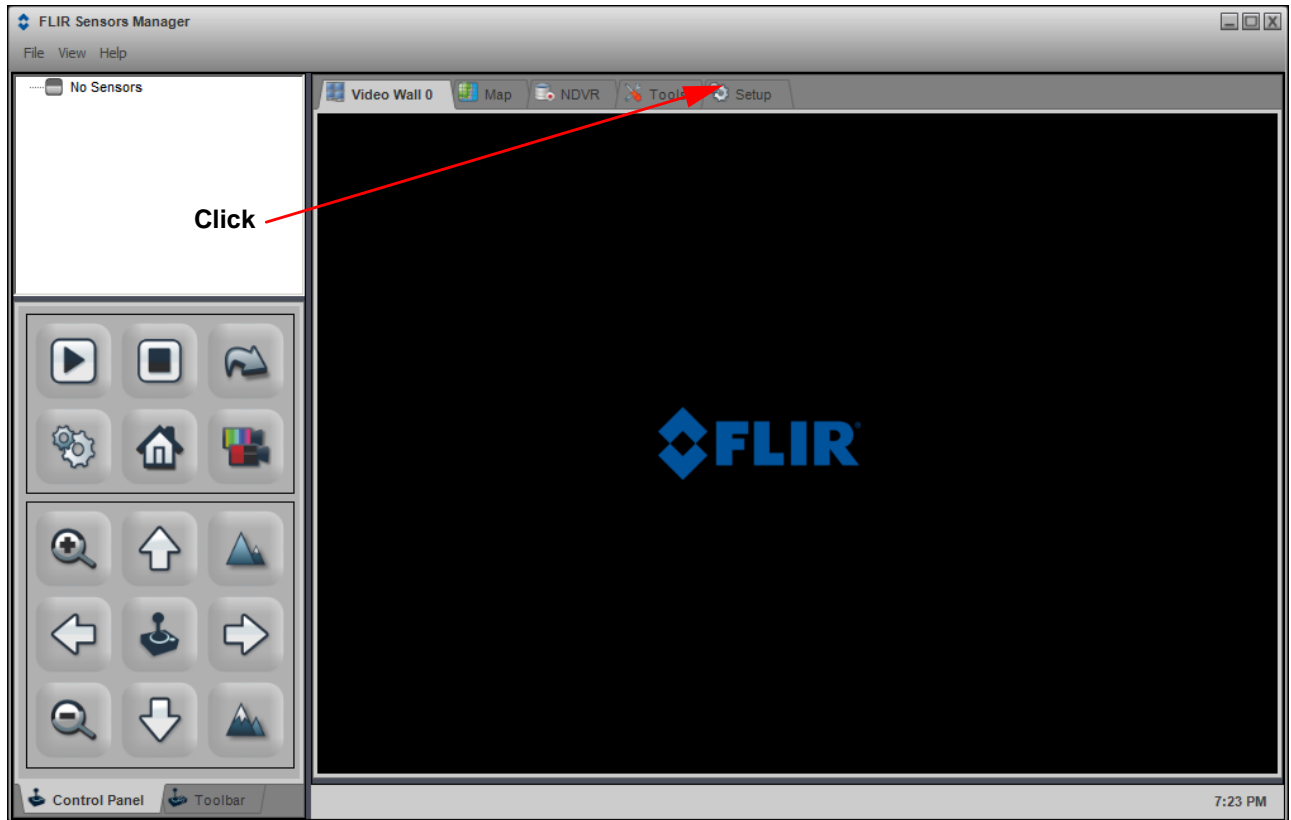 FLIR Sensors Manager
File View Help
No Sensors
Video Wall 0 Map NDVR Tools Setup
Click
FLIR
Control Panel Toolbar
7:23 PM